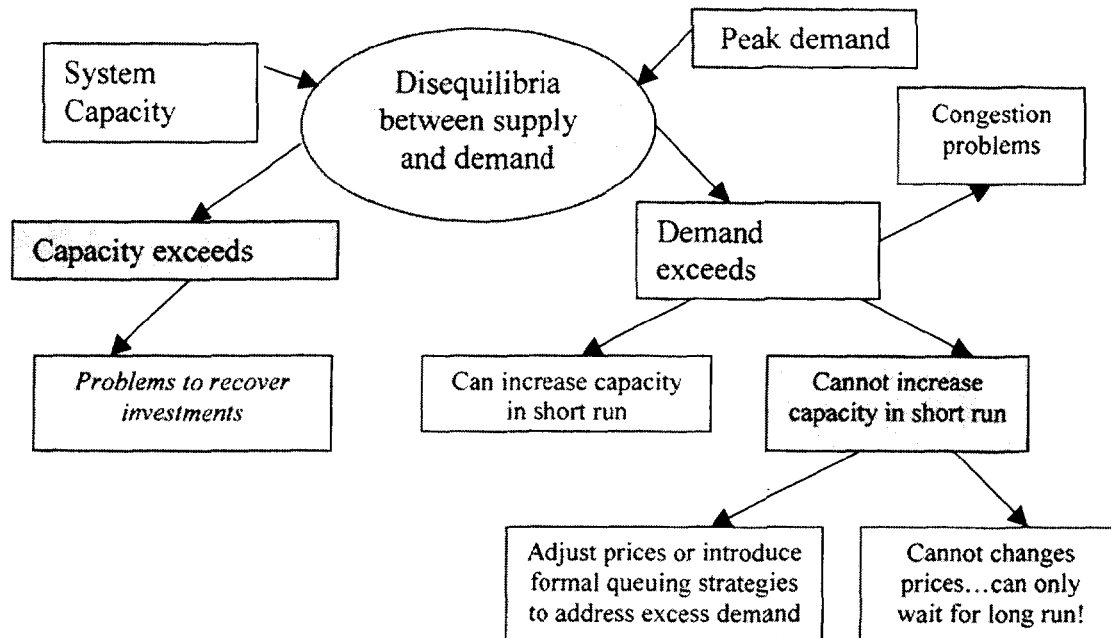 System
Capacity
Disequilibria
between supply
and demand
Peak demand
Congestion
problems
Capacity exceeds
Demand
exceeds
Problems to recover
investments
Can increase capacity
in short run
Cannot increase
capacity in short run
Adjust prices or introduce
formal queuing strategies
to address excess demand
Cannot changes
prices...can only
wait for long run!